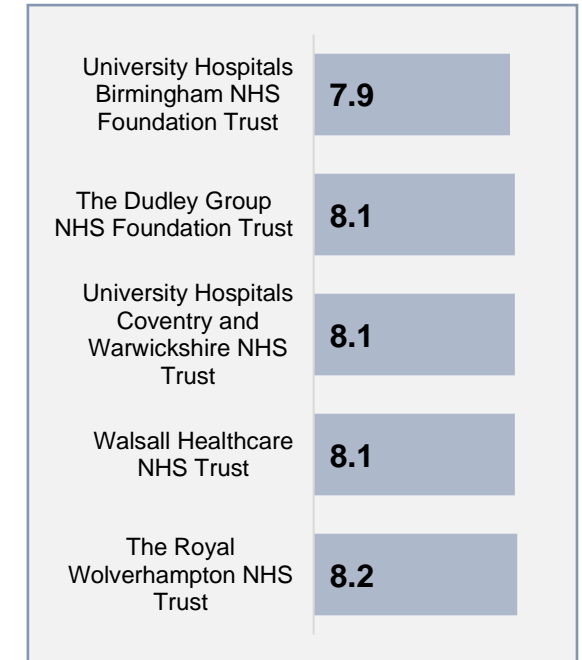 University Hospitals
Birmingham NHS
Foundation Trust
7.9
The Dudley Group
NHS Foundation Trust
8.1
University Hospitals
Coventry and
Warwickshire NHS
Trust
8.1
Walsall Healthcare
NHS Trust
8.1
The Royal
Wolverhampton NHS
Trust
8.2